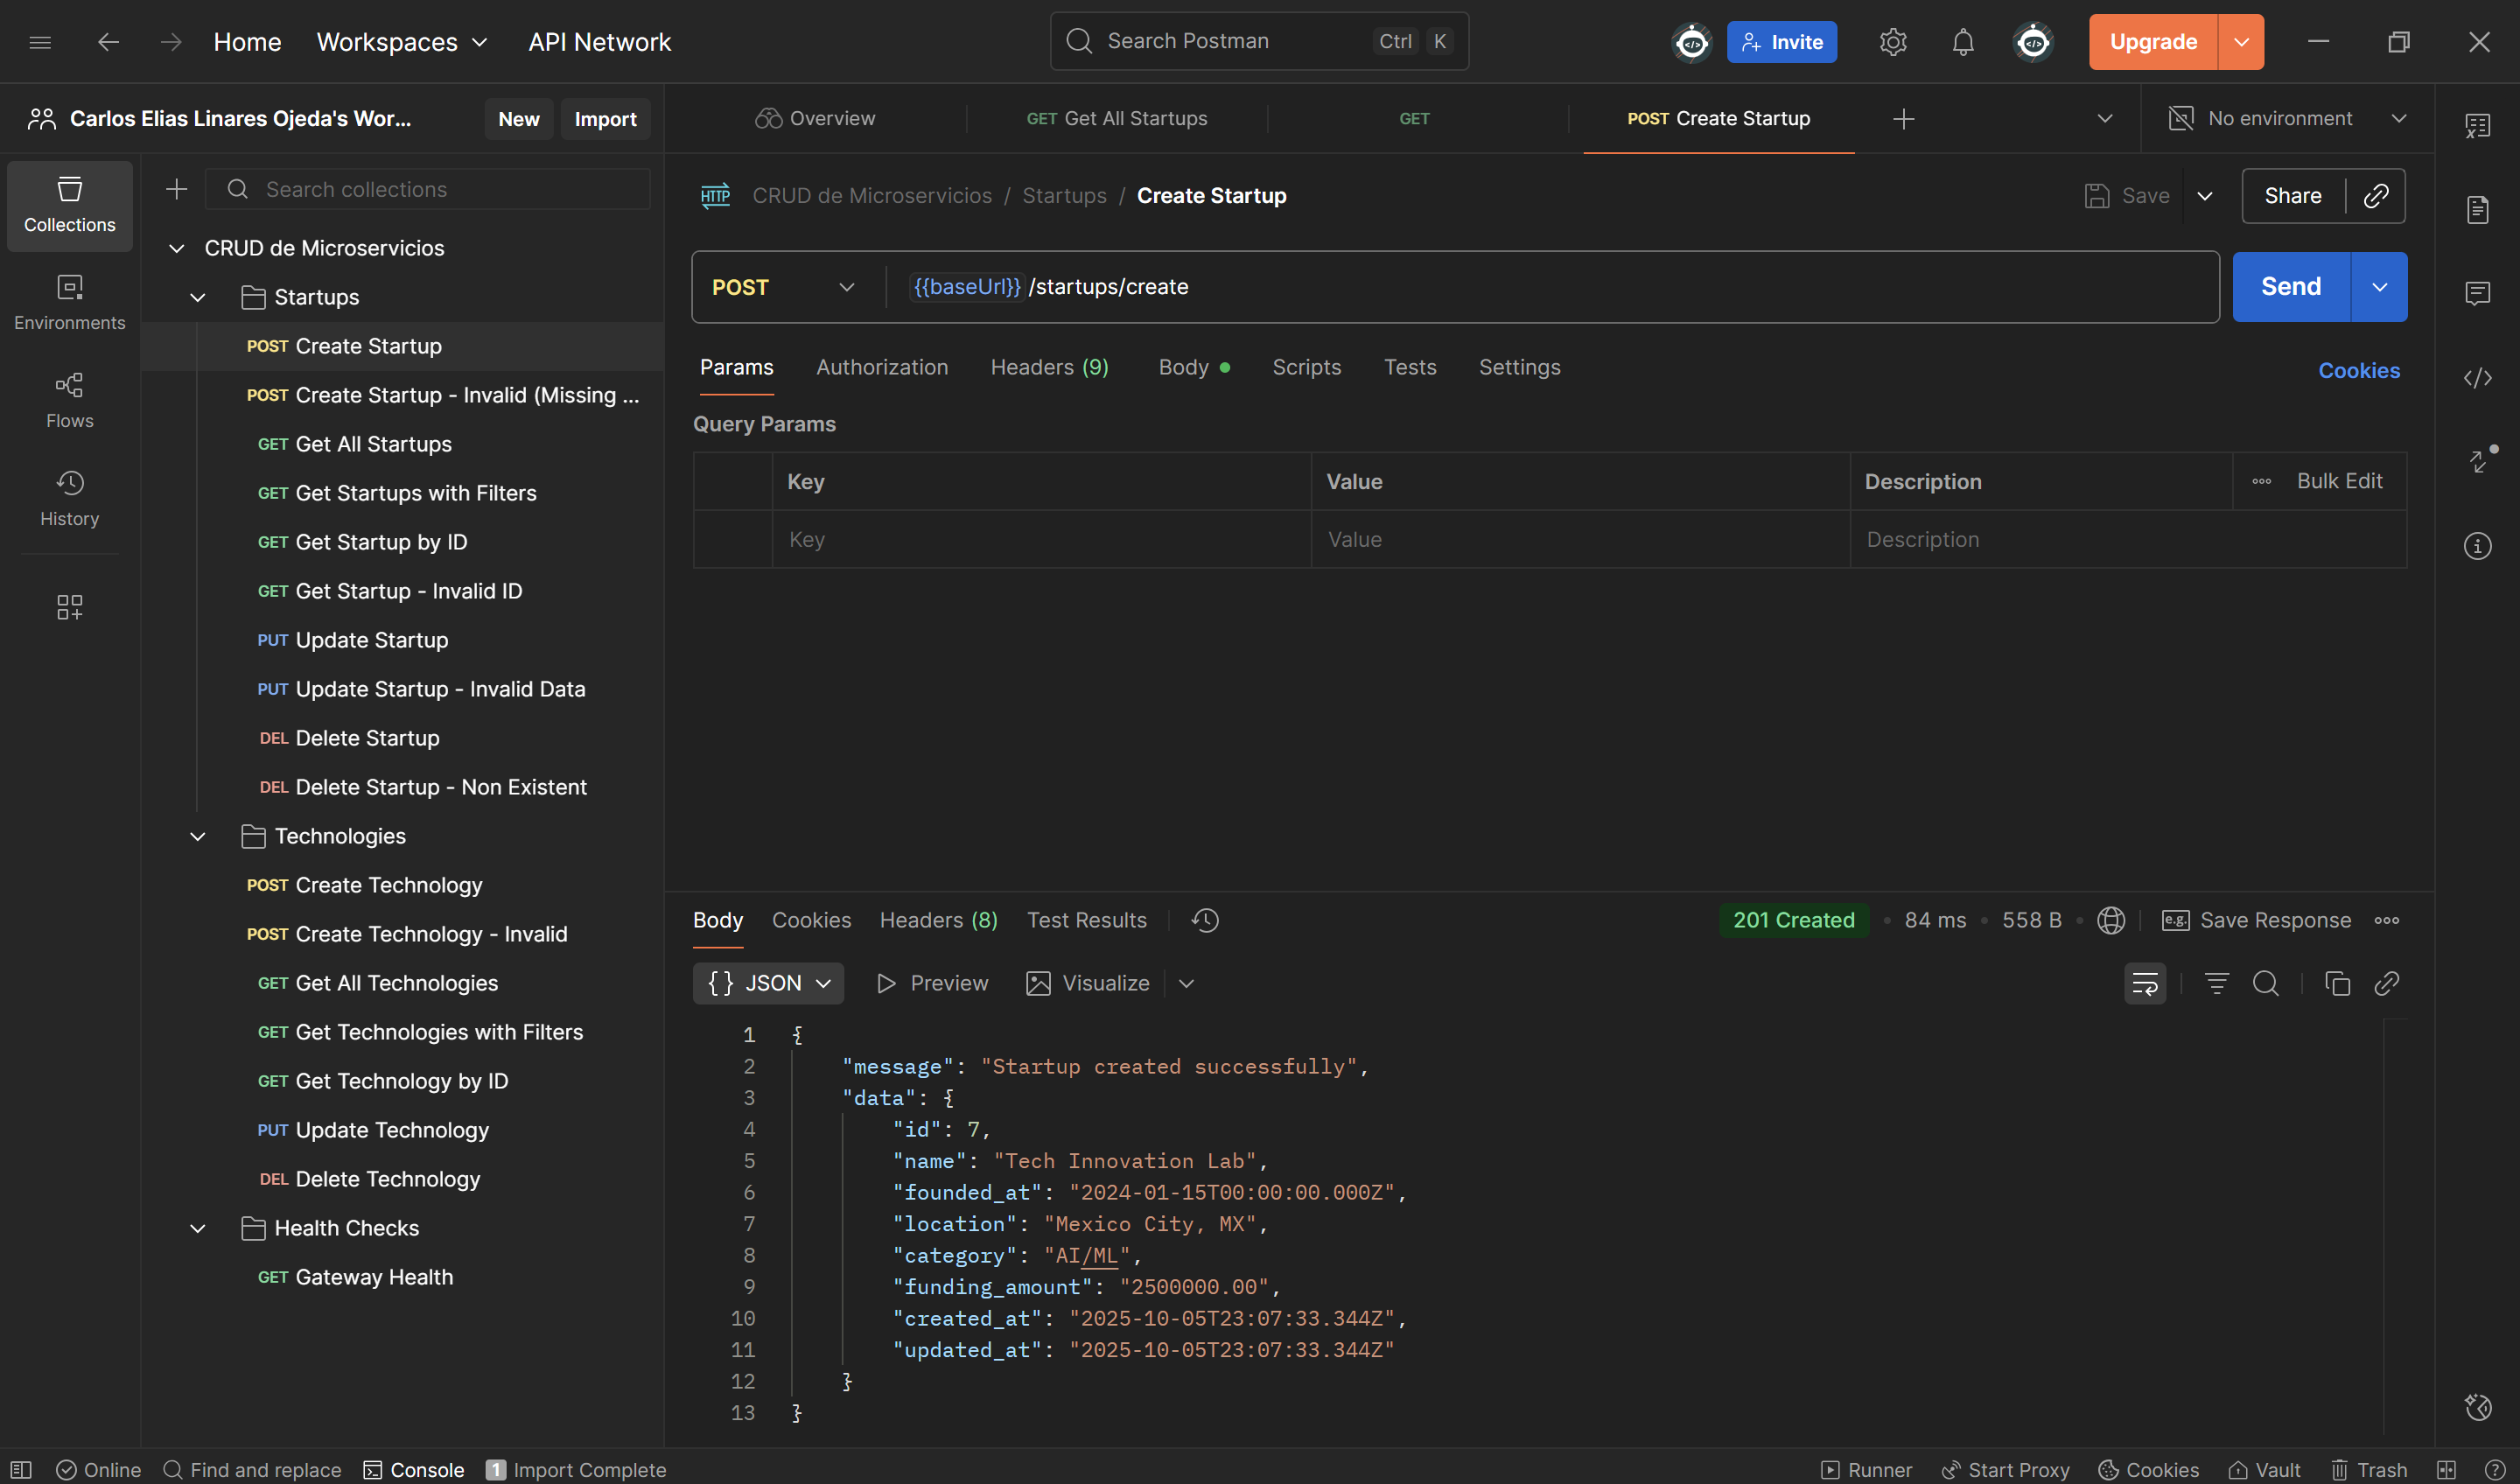 Home Workspaces API Network Search Postman Ctrl K Invite Upgrade
Carlos Elias Linares Ojeda's Wor... New Import Overview GET Get All Startups GET POST Create Startup No environment
Collections
Environments
Flows
History
Search collections
CRUD de Microservicios
Startups
POST Create Startup
POST Create Startup - Invalid (Missing ...
GET Get All Startups
GET Get Startups with Filters
GET Get Startup by ID
GET Get Startup - Invalid ID
PUT Update Startup
PUT Update Startup - Invalid Data
DEL Delete Startup
DEL Delete Startup - Non Existent
Technologies
POST Create Technology
POST Create Technology - Invalid
GET Get All Technologies
GET Get Technologies with Filters
GET Get Technology by ID
PUT Update Technology
DEL Delete Technology
Health Checks
GET Gateway Health
HTTP CRUD de Microservicios / Startups / Create Startup Save Share
POST {{baseUrl}} /startups/create Send
Params Authorization Headers (9) Body Scripts Tests Settings Cookies
Query Params
Key Value Description Bulk Edit
Key Value Description
Body Cookies Headers (8) Test Results 201 Created 84 ms 558 B e.g. Save Response
{ } JSON Preview Visualize
1 {
2 "message": "Startup created successfully",
3 "data": {
4 "id": 7,
5 "name": "Tech Innovation Lab",
6 "founded_at": "2024-01-15T00:00:00.000Z",
7 "location": "Mexico City, MX",
8 "category": "AI/ML",
9 "funding_amount": "2500000.00",
10 "created_at": "2025-10-05T23:07:33.344Z",
11 "updated_at": "2025-10-05T23:07:33.344Z"
12 }
13 }
Online Find and replace Console 1 Import Complete Runner Start Proxy Cookies Vault Trash